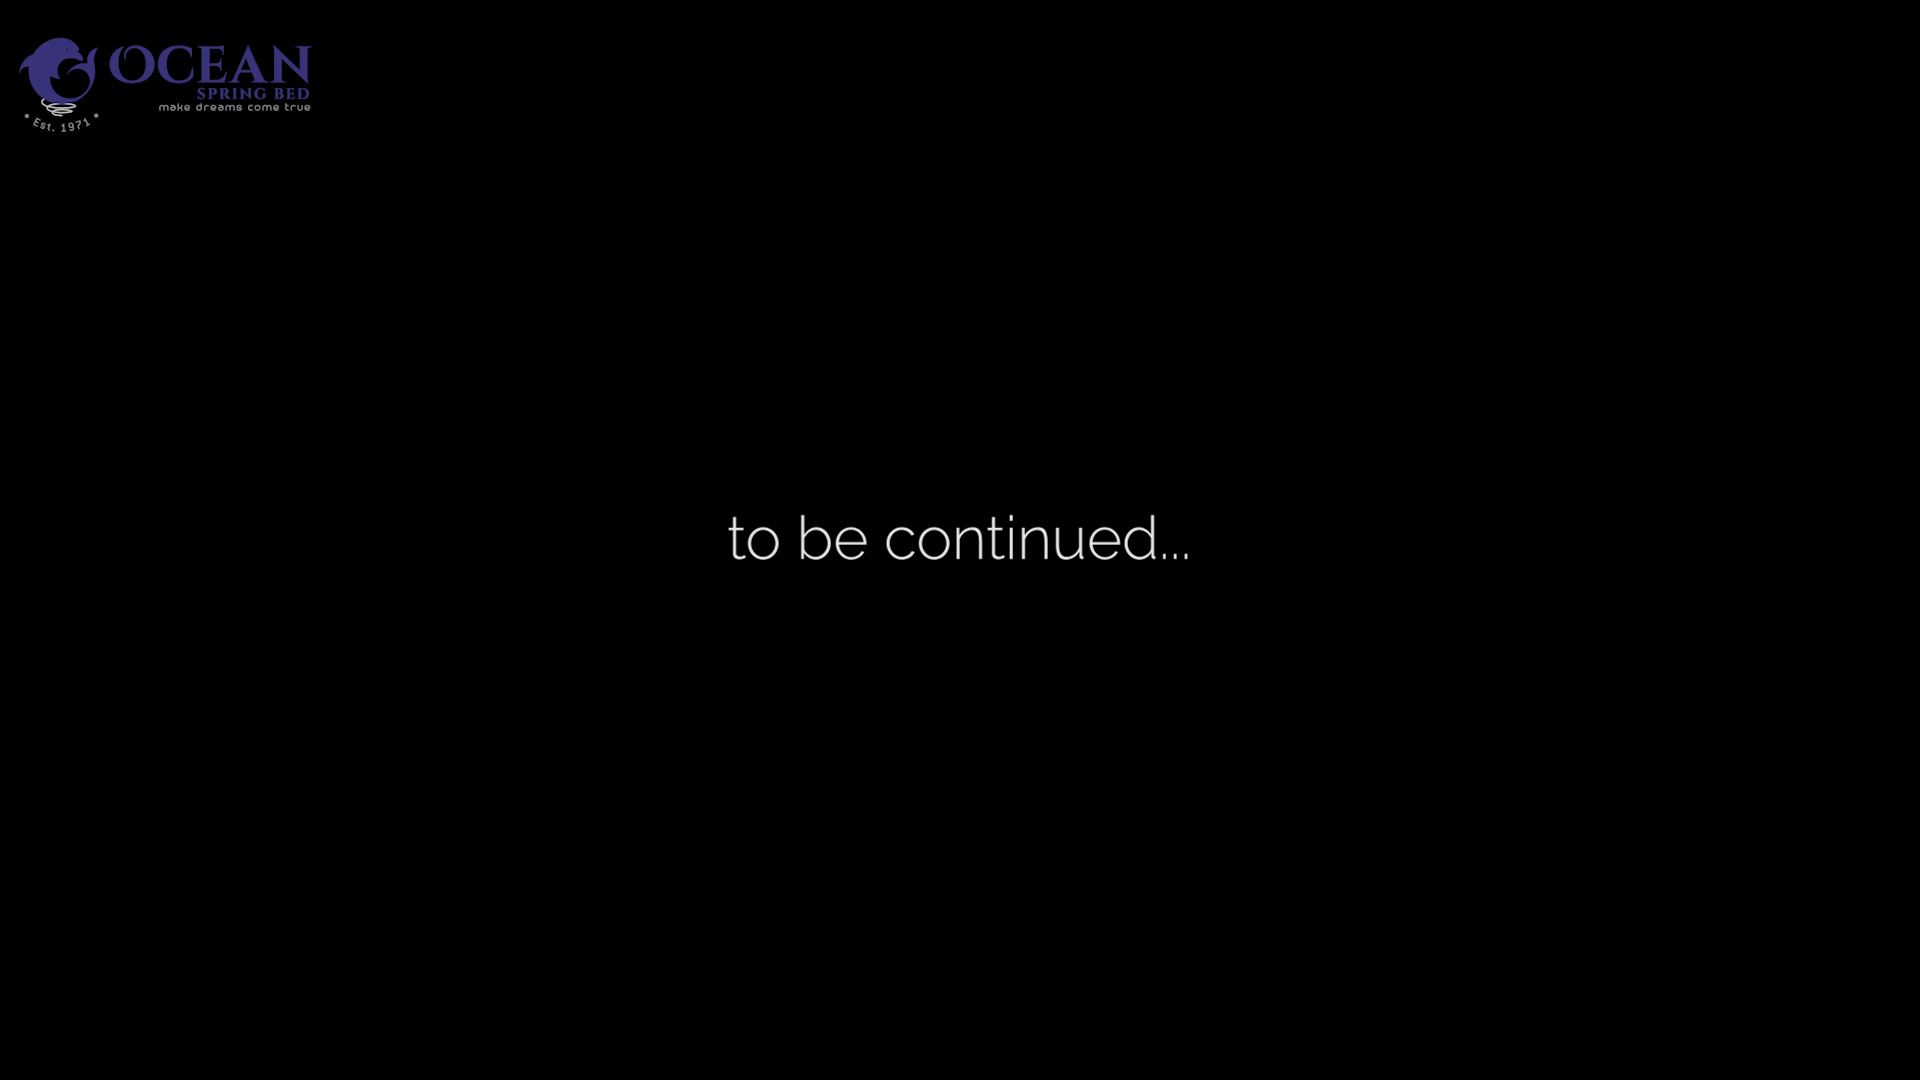 OCEAN
SPRING BED
make dreams come true
• Est. 1971 •
to be continued...